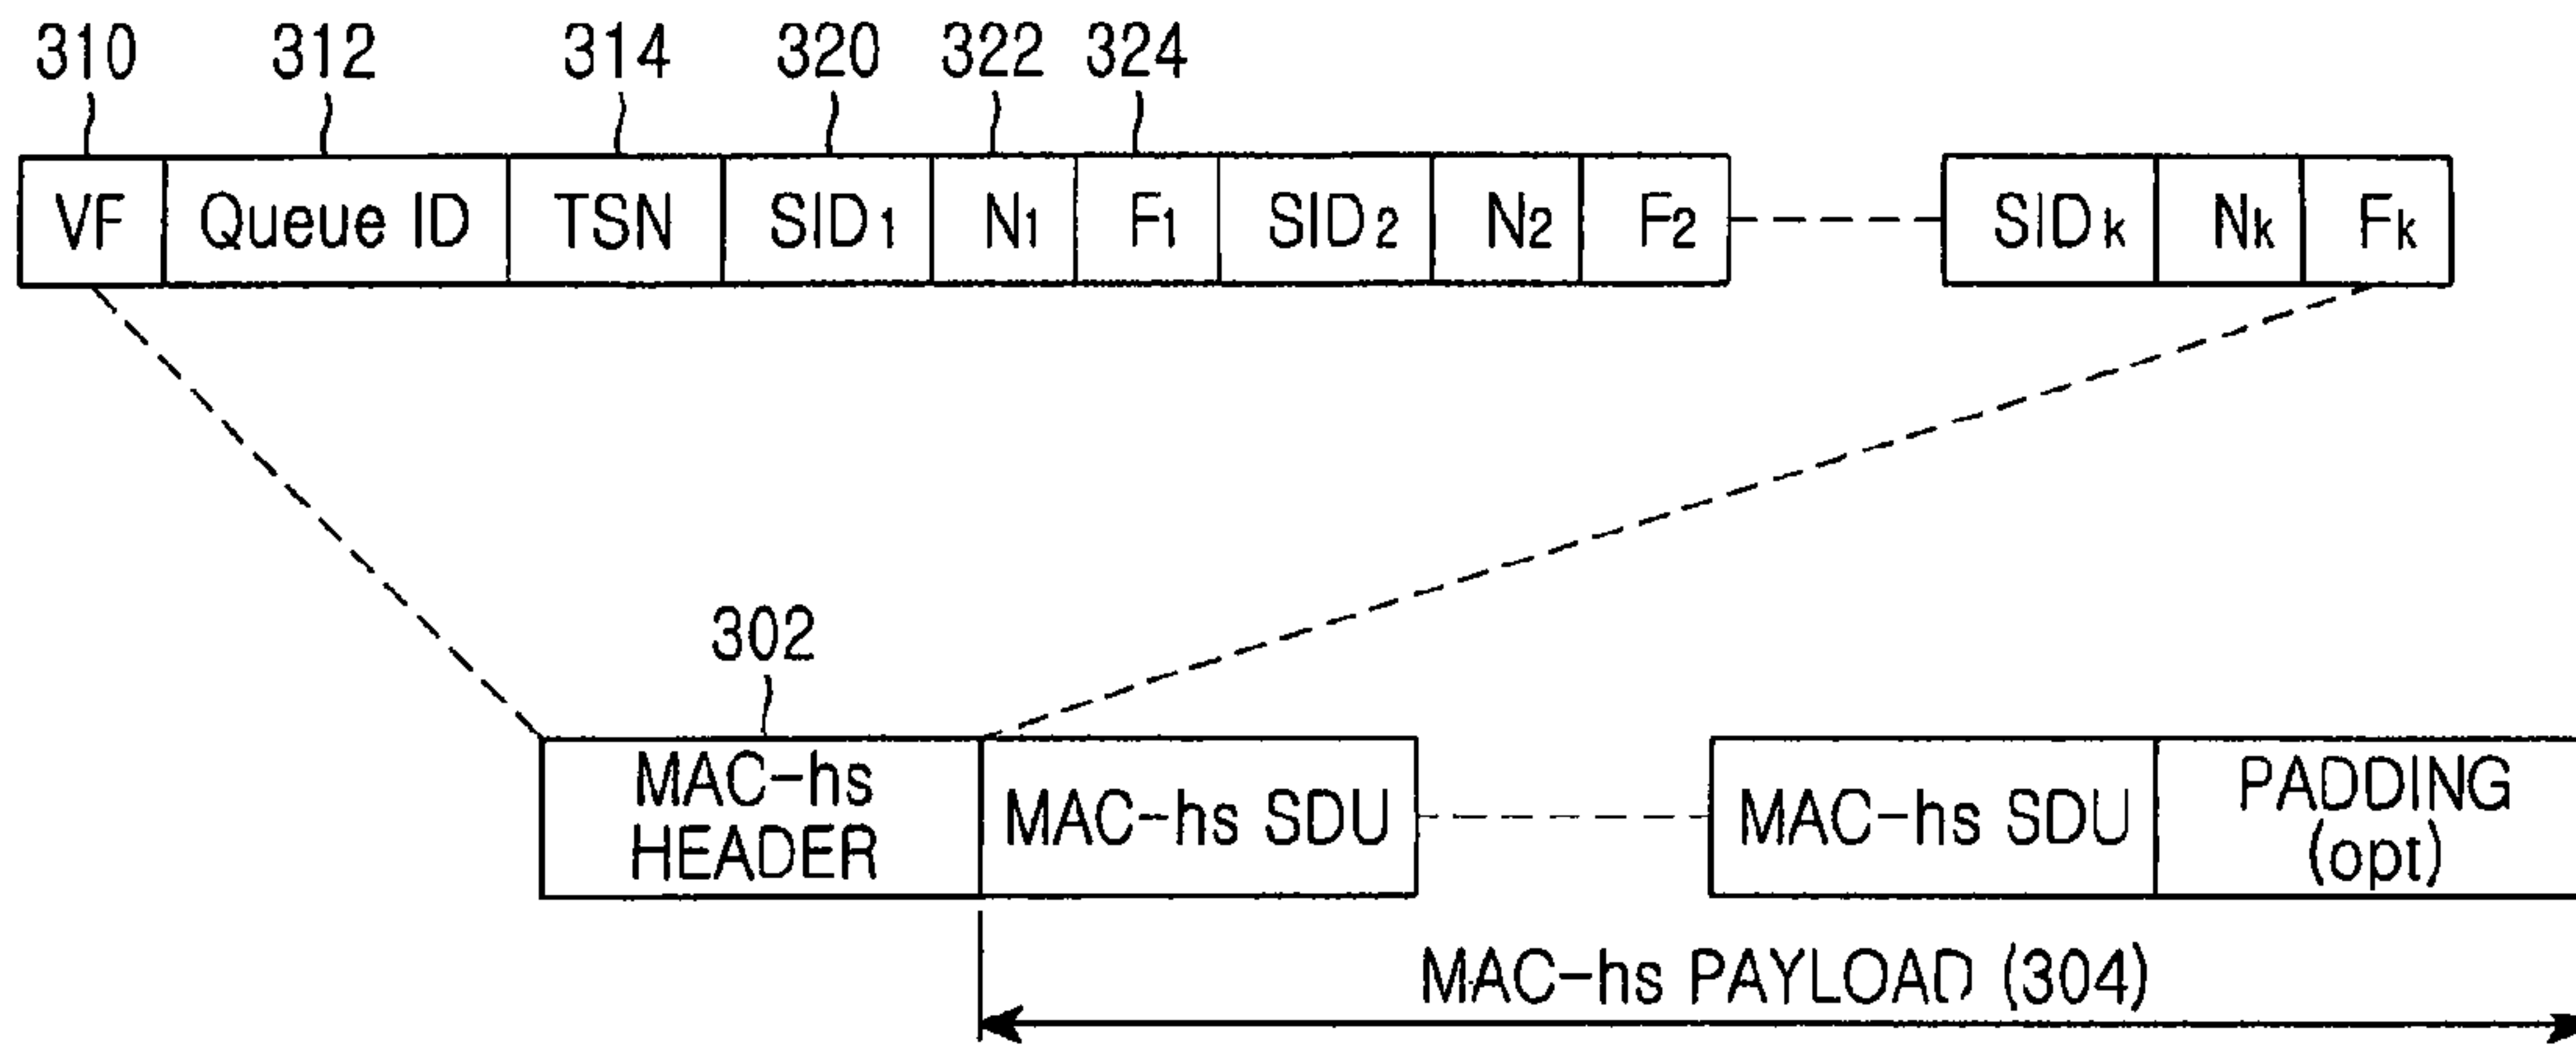 310 312 314 320 322 324
VF Queue ID TSN SID1 N1 F1 SID2 N2 F2 SIDk Nk Fk
302
MAC-hs HEADER
MAC-hs SDU
MAC-hs SDU
PADDING (opt)
MAC-hs PAYLOAD (304)